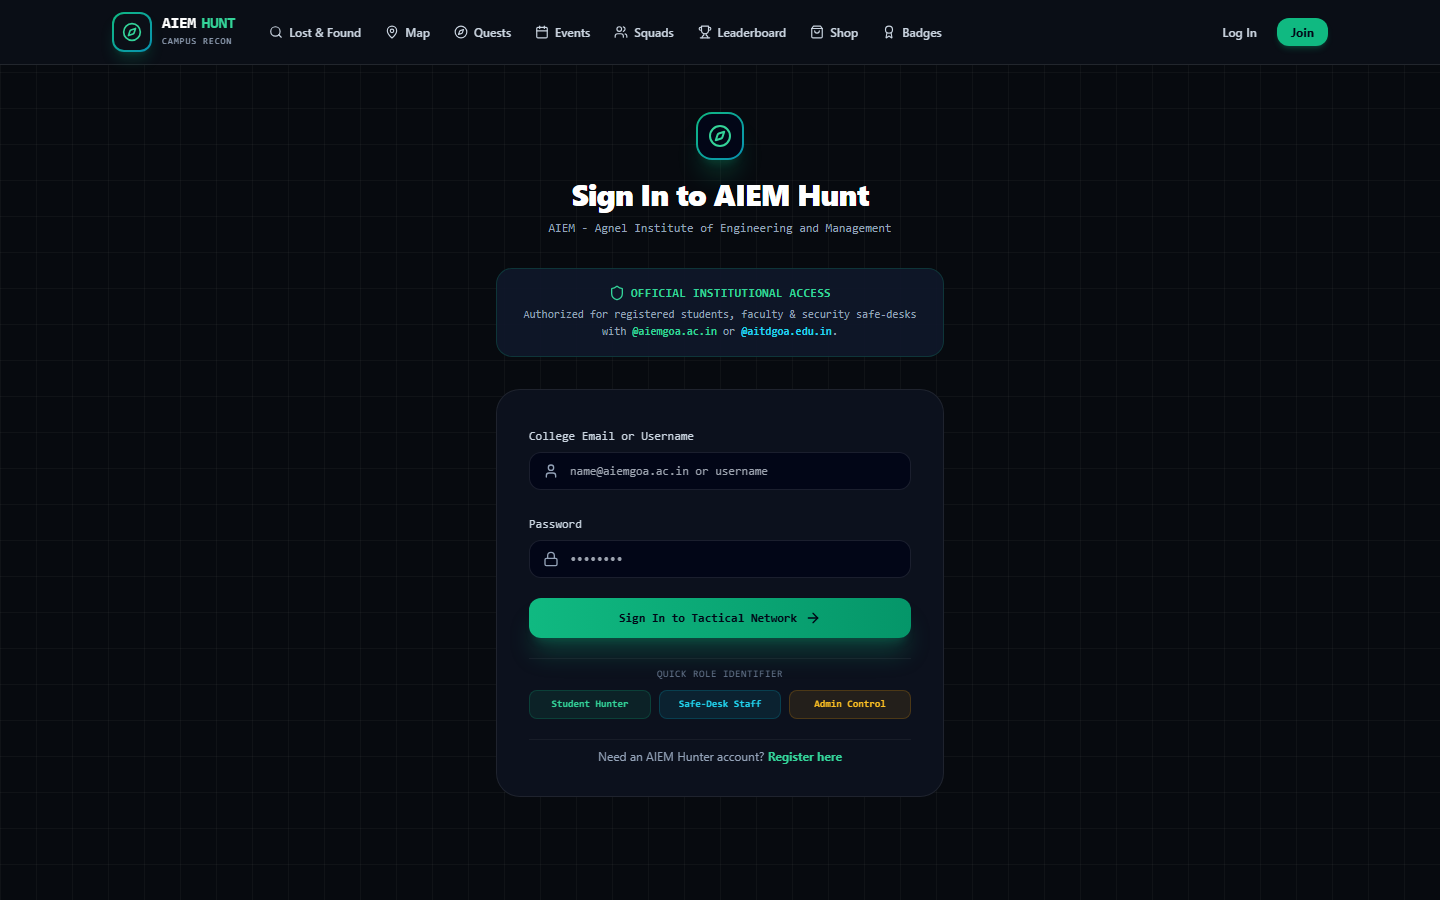 AIEM HUNT
CAMPUS RECON
Lost & Found
Map
Quests
Events
Squads
Leaderboard
Shop
Badges
Log In
Join
Sign In to AIEM Hunt
AIEM - Agnel Institute of Engineering and Management
OFFICIAL INSTITUTIONAL ACCESS
Authorized for registered students, faculty & security safe-desks
with @aiemgoa.ac.in or @aitdgoa.edu.in.
College Email or Username
name@aiemgoa.ac.in or username
Password
••••••••
Sign In to Tactical Network →
QUICK ROLE IDENTIFIER
Student Hunter
Safe-Desk Staff
Admin Control
Need an AIEM Hunter account? Register here